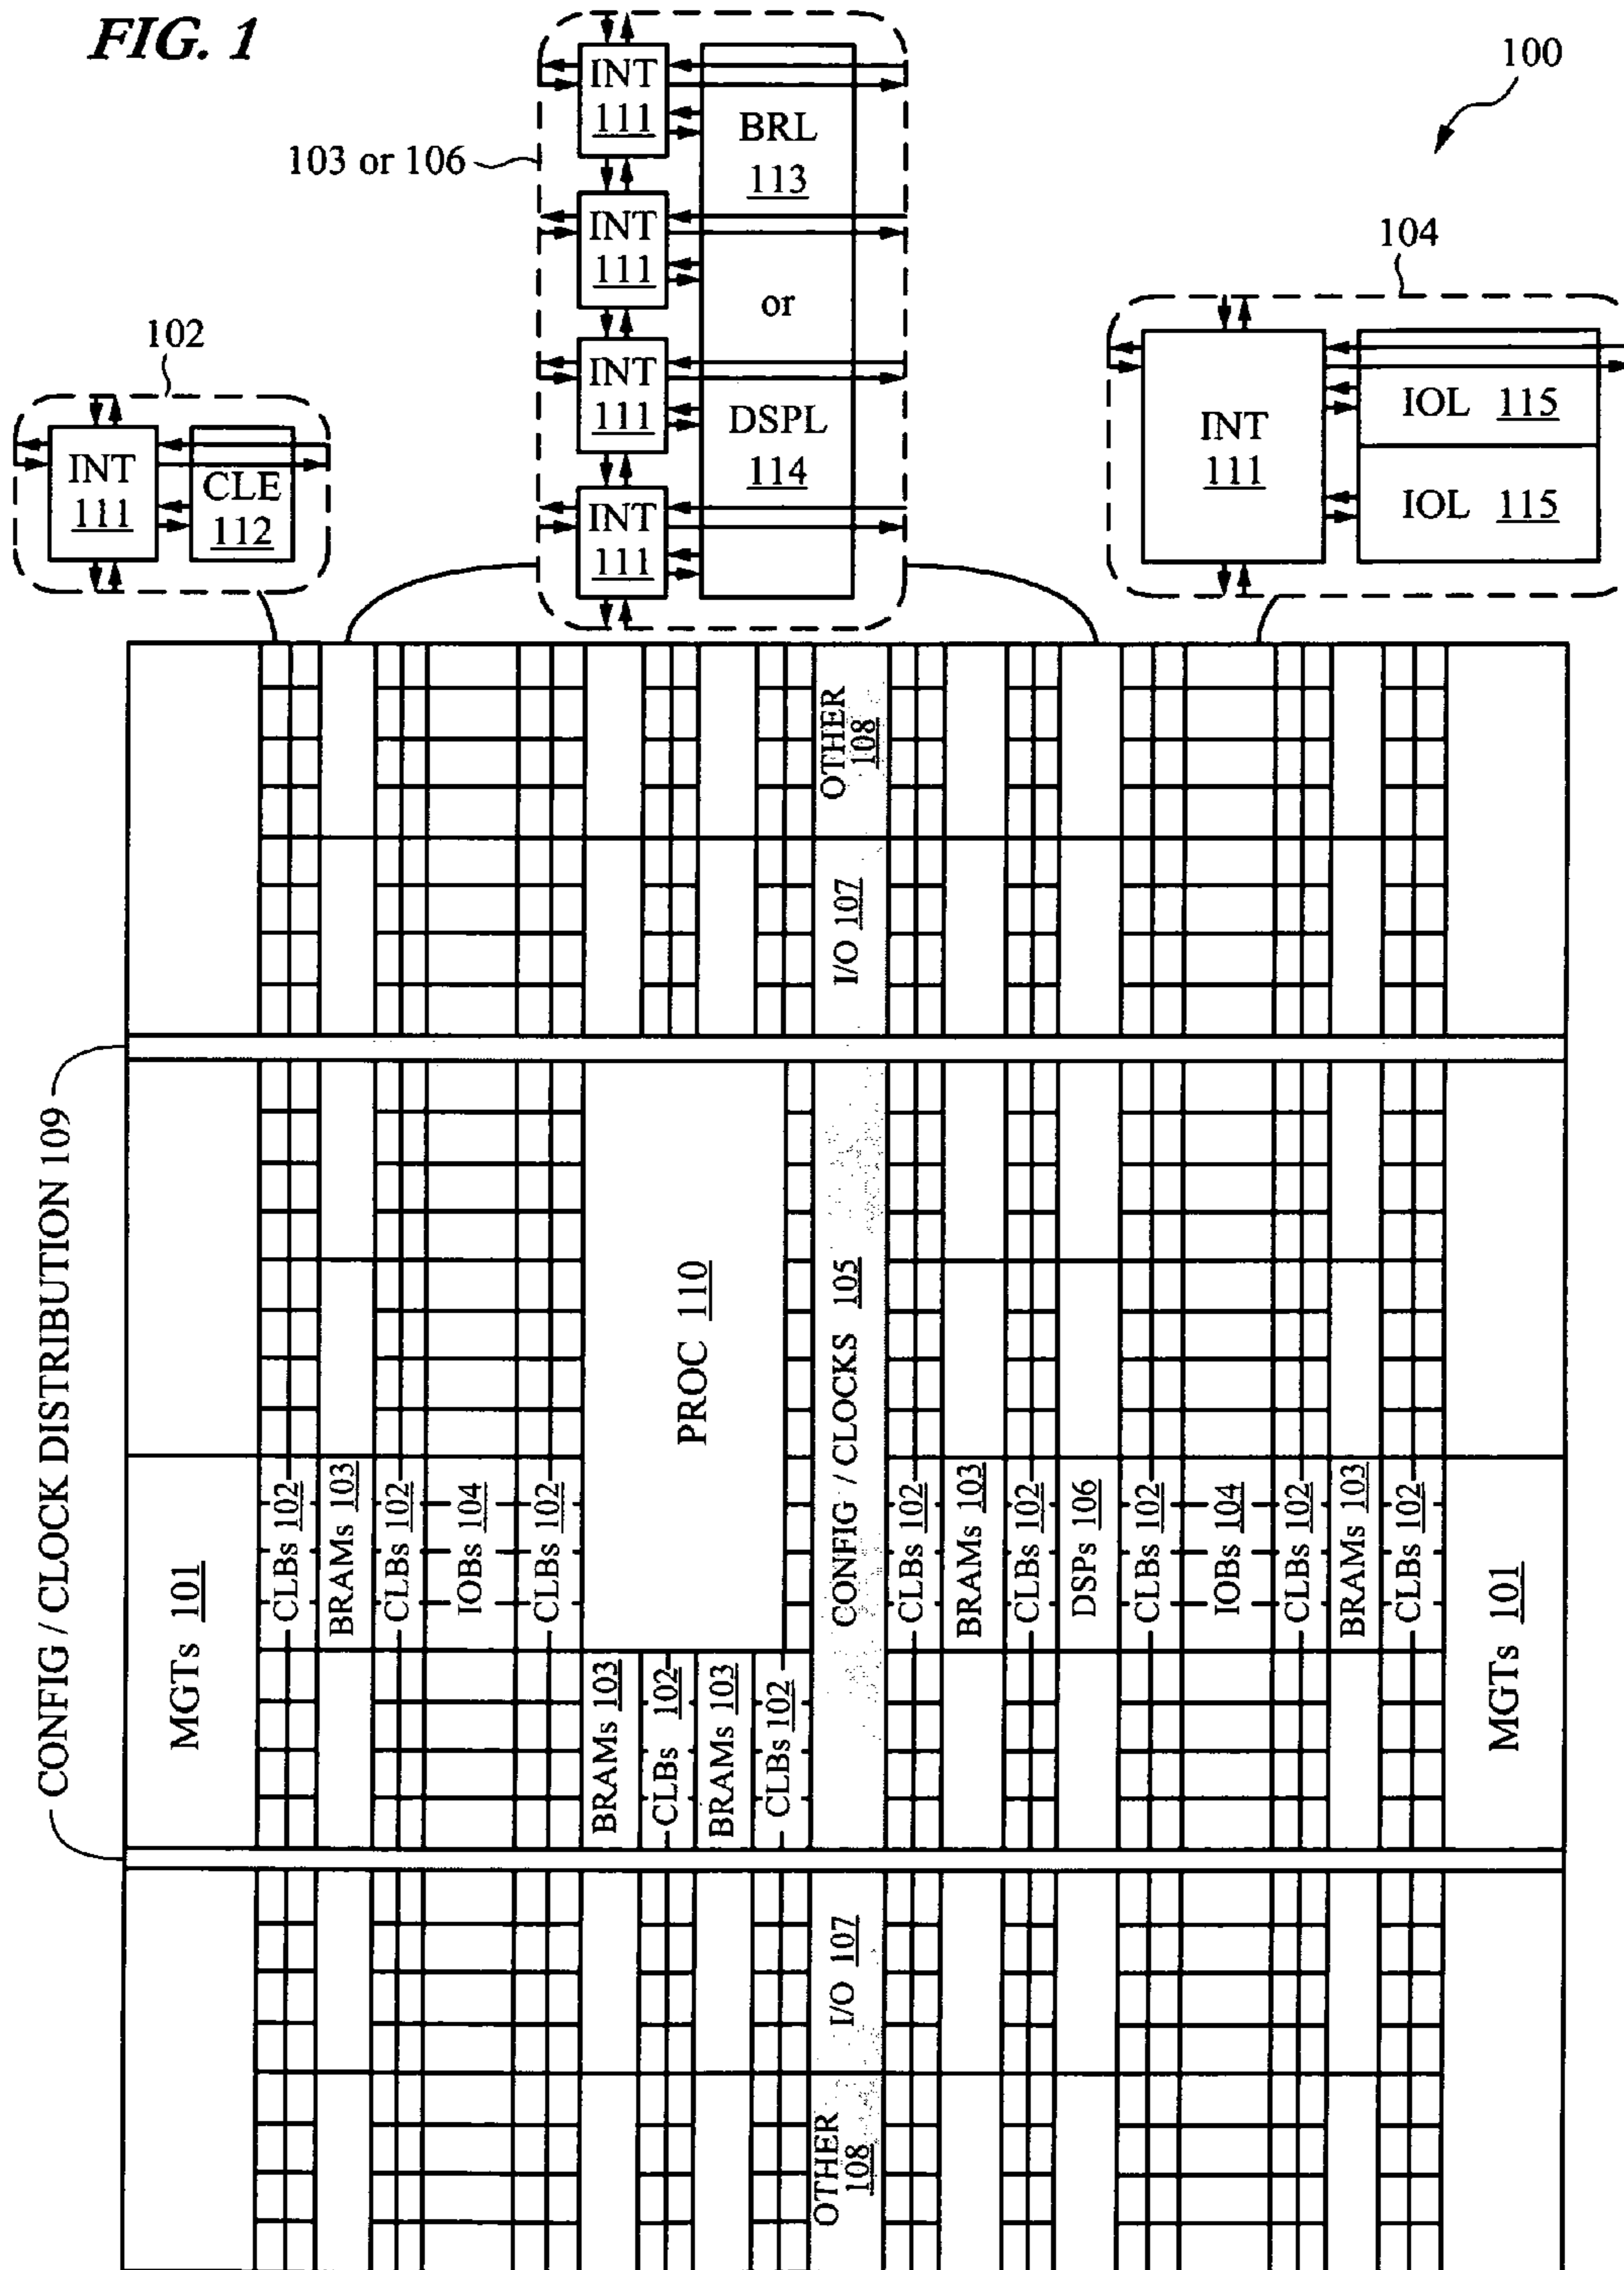 FIG. 1
100
103 or 106
INT
111
INT
111
INT
111
INT
111
BRL
113
or
DSPL
114
104
INT
111
IOL 115
IOL 115
102
INT
111
CLE
112
OTHER
108
I/O 107
CONFIG / CLOCK DISTRIBUTION 109
PROC 110
CONFIG / CLOCKS 105
MGTs 101
CLBs 102
BRAMs 103
CLBs 102
IOBs 104
CLBs 102
BRAMs 103
CLBs 102
BRAMs 103
CLBs 102
CLBs 102
BRAMs 103
CLBs 102
DSPs 106
CLBs 102
IOBs 104
CLBs 102
BRAMs 103
CLBs 102
MGTs 101
I/O 107
OTHER
108